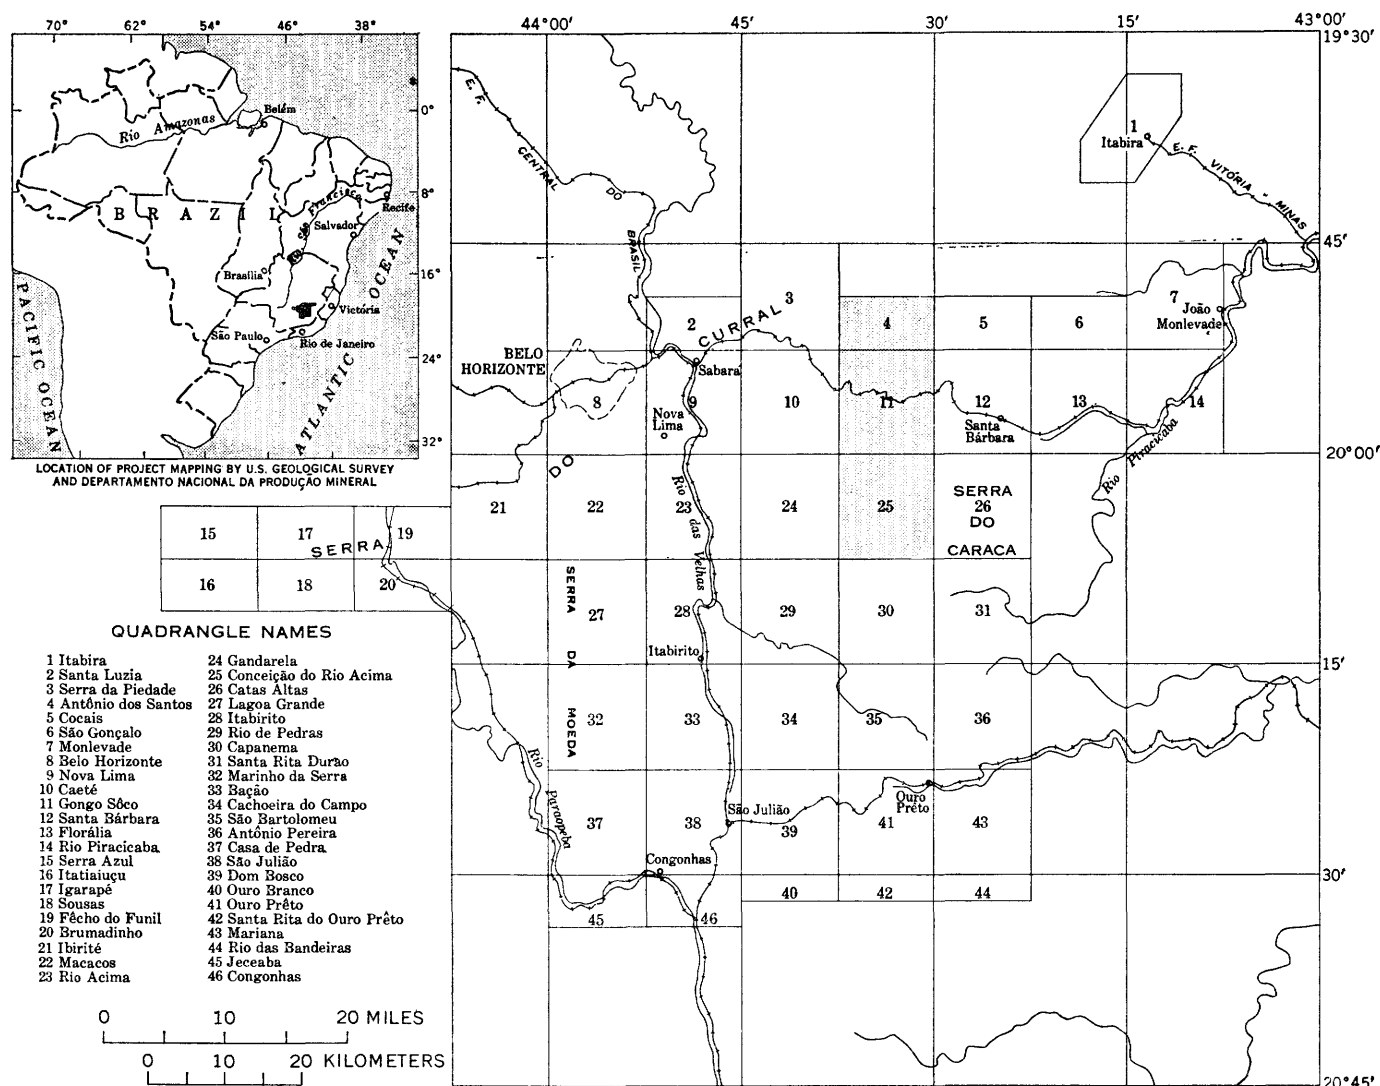 70° 62° 54° 46° 38°
0°
8°
16°
24°
32°
Belém
Rio Amazonas
Recife
BRAZIL
Rio São Francisco
Salvador
Brasília
Victória
São Paulo
Rio de Janeiro
PACIFIC OCEAN
ATLANTIC OCEAN
LOCATION OF PROJECT MAPPING BY U.S. GEOLOGICAL SURVEY
AND DEPARTAMENTO NACIONAL DA PRODUÇÃO MINERAL
44°00′ 45′ 30′ 15′ 43°00′
19°30′
E. F. CENTRAL DO BRASIL
1
Itabira
E. F. VITÓRIA - MINAS
45′
3
7
João
Monlevade
2
CURRAL
4
5
6
BELO
HORIZONTE
Sabara
8
9
Nova
Lima
10
11
12
Santa
Bárbara
13
14
Rio Piracicaba
20°00′
DO
21
22
Rio das Velhas
23
24
25
SERRA
26
DO
CARACA
15
17
19
SERRA
16
18
20
SERRA DA MOEDA
27
28
29
30
31
Itabirito
15′
32
33
34
35
36
Rio Paraopeba
37
38
São Julião
39
Ouro
Prêto
41
43
Congonhas
30′
40
42
44
45
46
20°45′
QUADRANGLE NAMES
1 Itabira
2 Santa Luzia
3 Serra da Piedade
4 Antônio dos Santos
5 Cocais
6 São Gonçalo
7 Monlevade
8 Belo Horizonte
9 Nova Lima
10 Caeté
11 Gongo Sôco
12 Santa Bárbara
13 Florália
14 Rio Piracicaba
15 Serra Azul
16 Itatiaiuçu
17 Igarapé
18 Sousas
19 Fêcho do Funil
20 Brumadinho
21 Ibirité
22 Macacos
23 Rio Acima
24 Gandarela
25 Conceição do Rio Acima
26 Catas Altas
27 Lagoa Grande
28 Itabirito
29 Rio de Pedras
30 Capanema
31 Santa Rita Durão
32 Marinho da Serra
33 Bação
34 Cachoeira do Campo
35 São Bartolomeu
36 Antônio Pereira
37 Casa de Pedra
38 São Julião
39 Dom Bosco
40 Ouro Branco
41 Ouro Prêto
42 Santa Rita do Ouro Prêto
43 Mariana
44 Rio das Bandeiras
45 Jeceaba
46 Congonhas
0 10 20 MILES
0 10 20 KILOMETERS